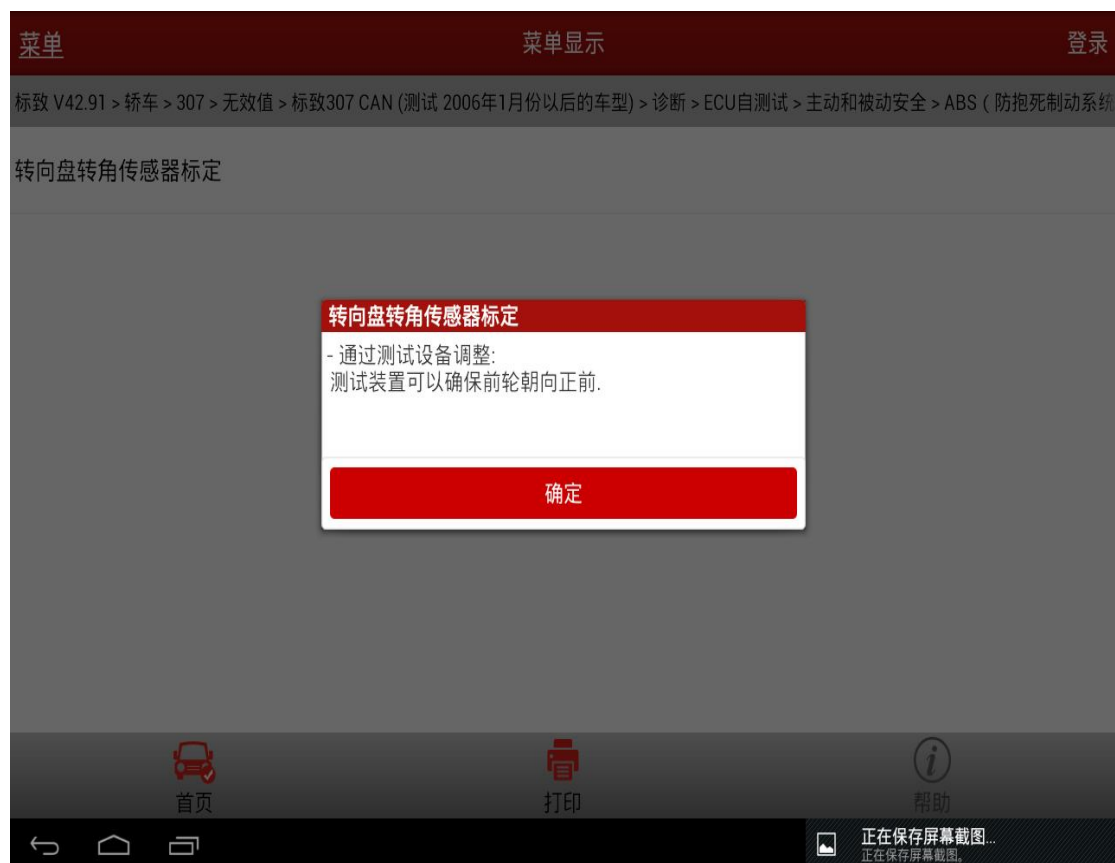 菜单 菜单显示 登录
标致 V42.91 > 轿车 > 307 > 无效值 > 标致307 CAN (测试 2006年1月份以后的车型) > 诊断 > ECU自测试 > 主动和被动安全 > ABS ( 防抱死制动系统
转向盘转角传感器标定
转向盘转角传感器标定
- 通过测试设备调整:
测试装置可以确保前轮朝向正前.
确定
首页 打印 帮助
正在保存屏幕截图...
正在保存屏幕截图。